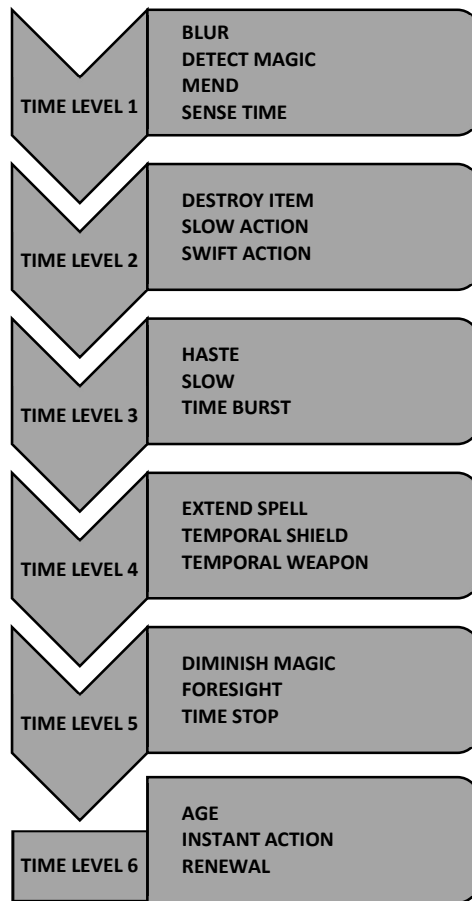 TIME LEVEL 1
BLUR
DETECT MAGIC
MEND
SENSE TIME
TIME LEVEL 2
DESTROY ITEM
SLOW ACTION
SWIFT ACTION
TIME LEVEL 3
HASTE
SLOW
TIME BURST
TIME LEVEL 4
EXTEND SPELL
TEMPORAL SHIELD
TEMPORAL WEAPON
TIME LEVEL 5
DIMINISH MAGIC
FORESIGHT
TIME STOP
TIME LEVEL 6
AGE
INSTANT ACTION
RENEWAL